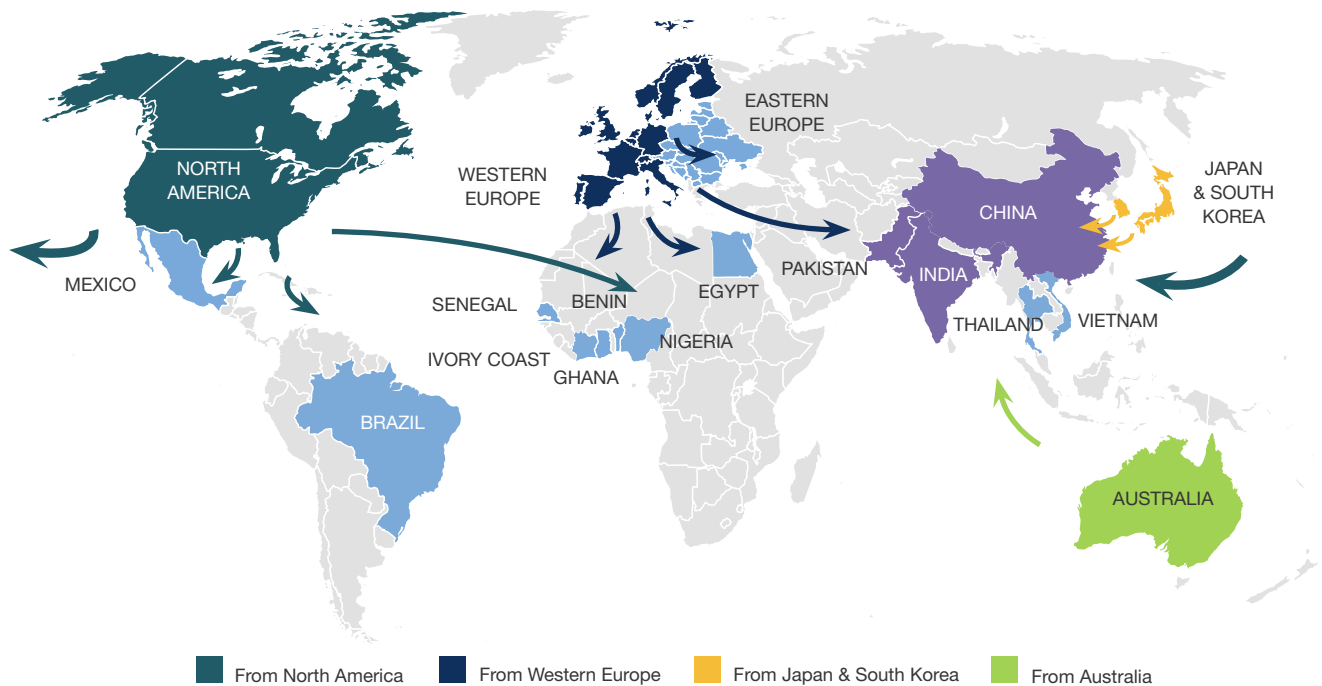 EASTERN
EUROPE
NORTH
AMERICA
WESTERN
EUROPE
JAPAN
& SOUTH
KOREA
CHINA
MEXICO
PAKISTAN
INDIA
EGYPT
BENIN
SENEGAL
THAILAND
VIETNAM
NIGERIA
IVORY COAST
GHANA
BRAZIL
AUSTRALIA
From North America
From Western Europe
From Japan & South Korea
From Australia